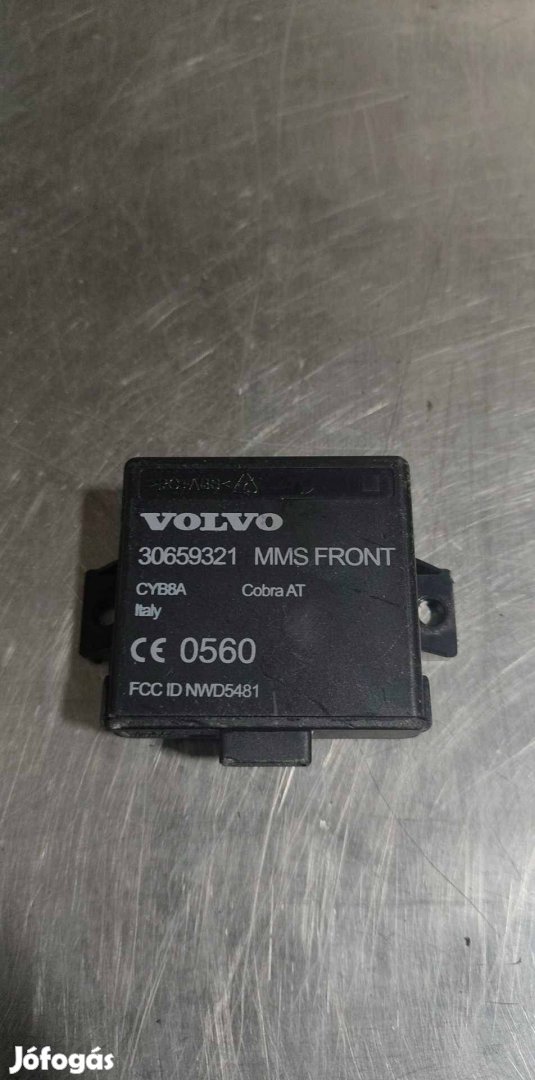 VOLVO
30659321 MMS FRONT
CYB8A Cobra AT
Italy
CE 0560
FCC ID NWD5481
Jófogás